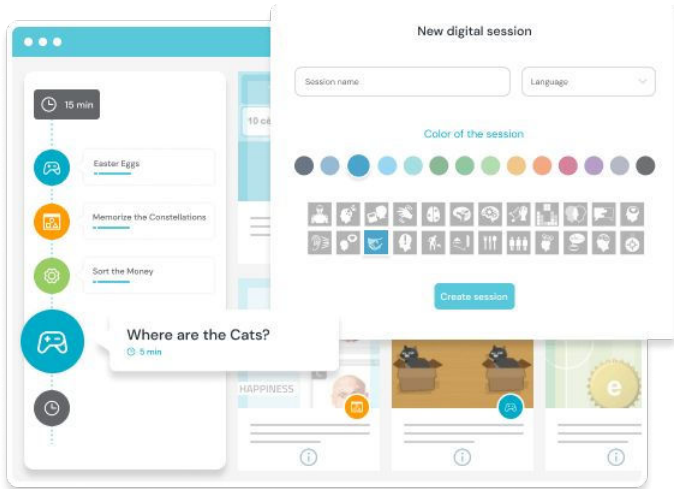 New digital session
Session name
Language
Color of the session
Create session
15 min
10
Easter Eggs
Memorize the Constellations
Sort the Money
Where are the Cats?
5 min
HAPPINESS
e